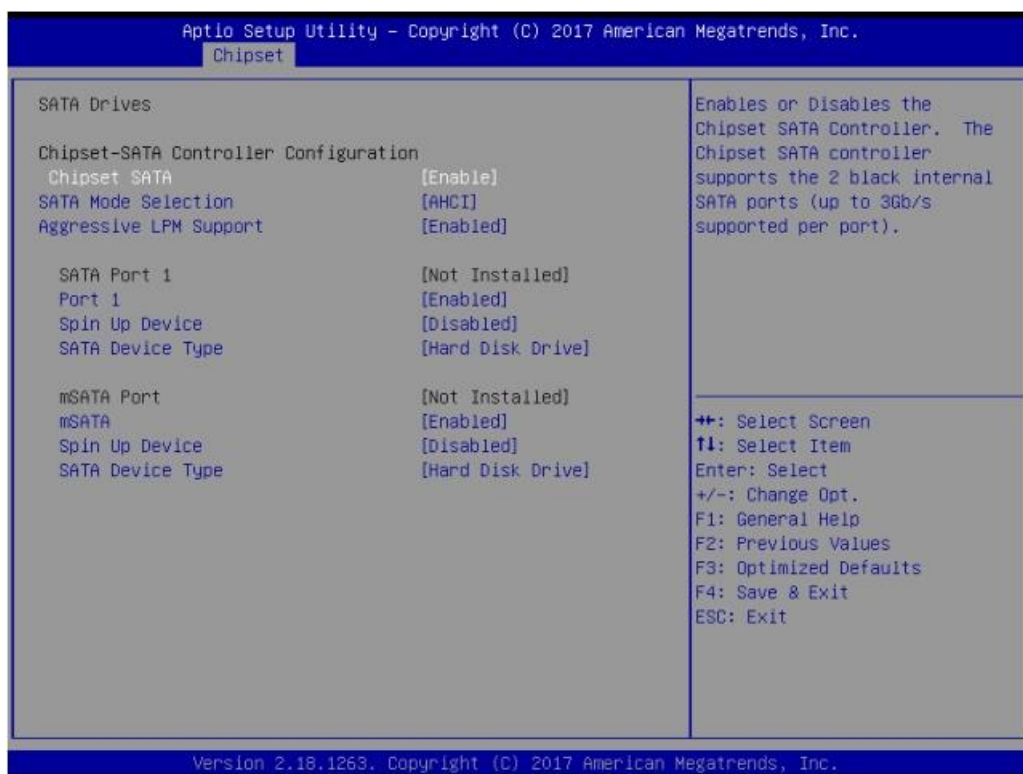 Aptio Setup Utility – Copyright (C) 2017 American Megatrends, Inc.
Chipset
SATA Drives
Chipset-SATA Controller Configuration
Chipset SATA [Enable]
SATA Mode Selection [AHCI]
Aggressive LPM Support [Enabled]
SATA Port 1 [Not Installed]
Port 1 [Enabled]
Spin Up Device [Disabled]
SATA Device Type [Hard Disk Drive]
mSATA Port [Not Installed]
mSATA [Enabled]
Spin Up Device [Disabled]
SATA Device Type [Hard Disk Drive]
Enables or Disables the
Chipset SATA Controller. The
Chipset SATA controller
supports the 2 black internal
SATA ports (up to 3Gb/s
supported per port).
→←: Select Screen
↑↓: Select Item
Enter: Select
+/-: Change Opt.
F1: General Help
F2: Previous Values
F3: Optimized Defaults
F4: Save & Exit
ESC: Exit
Version 2.18.1263. Copyright (C) 2017 American Megatrends, Inc.